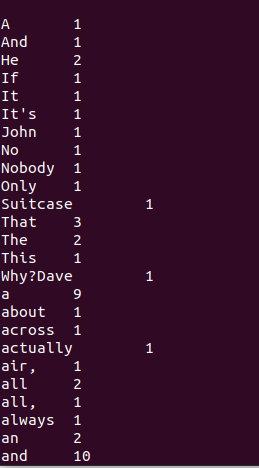 A 1
And 1
He 2
If 1
It 1
It's 1
John 1
No 1
Nobody 1
Only 1
Suitcase 1
That 3
The 2
This 1
Why?Dave 1
a 9
about 1
across 1
actually 1
air, 1
all 2
all, 1
always 1
an 2
and 10